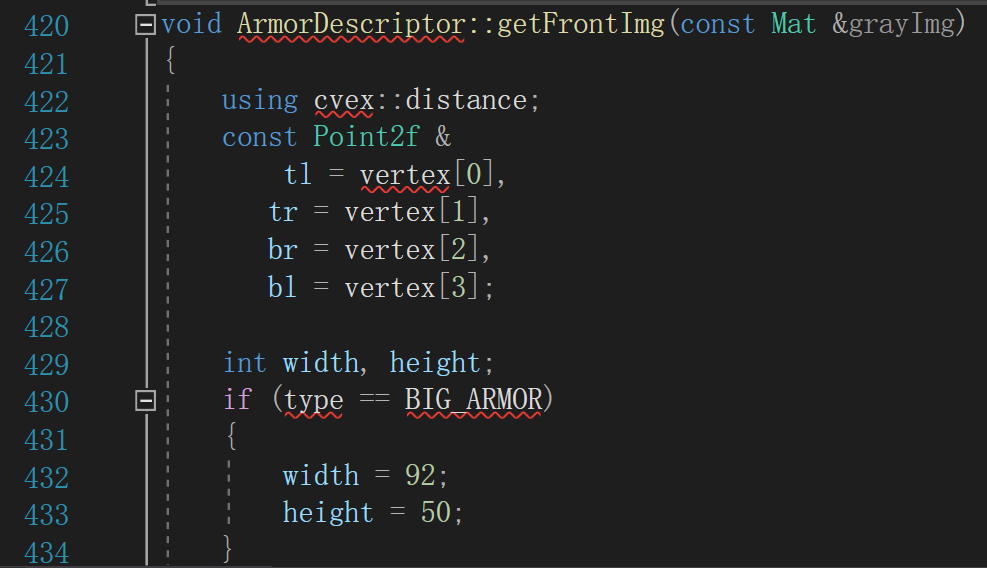 420 void ArmorDescriptor::getFrontImg(const Mat &grayImg)
421 {
422 using cvex::distance;
423 const Point2f &
424 tl = vertex[0],
425 tr = vertex[1],
426 br = vertex[2],
427 bl = vertex[3];
428
429 int width, height;
430 if (type == BIG_ARMOR)
431 {
432 width = 92;
433 height = 50;
434 }